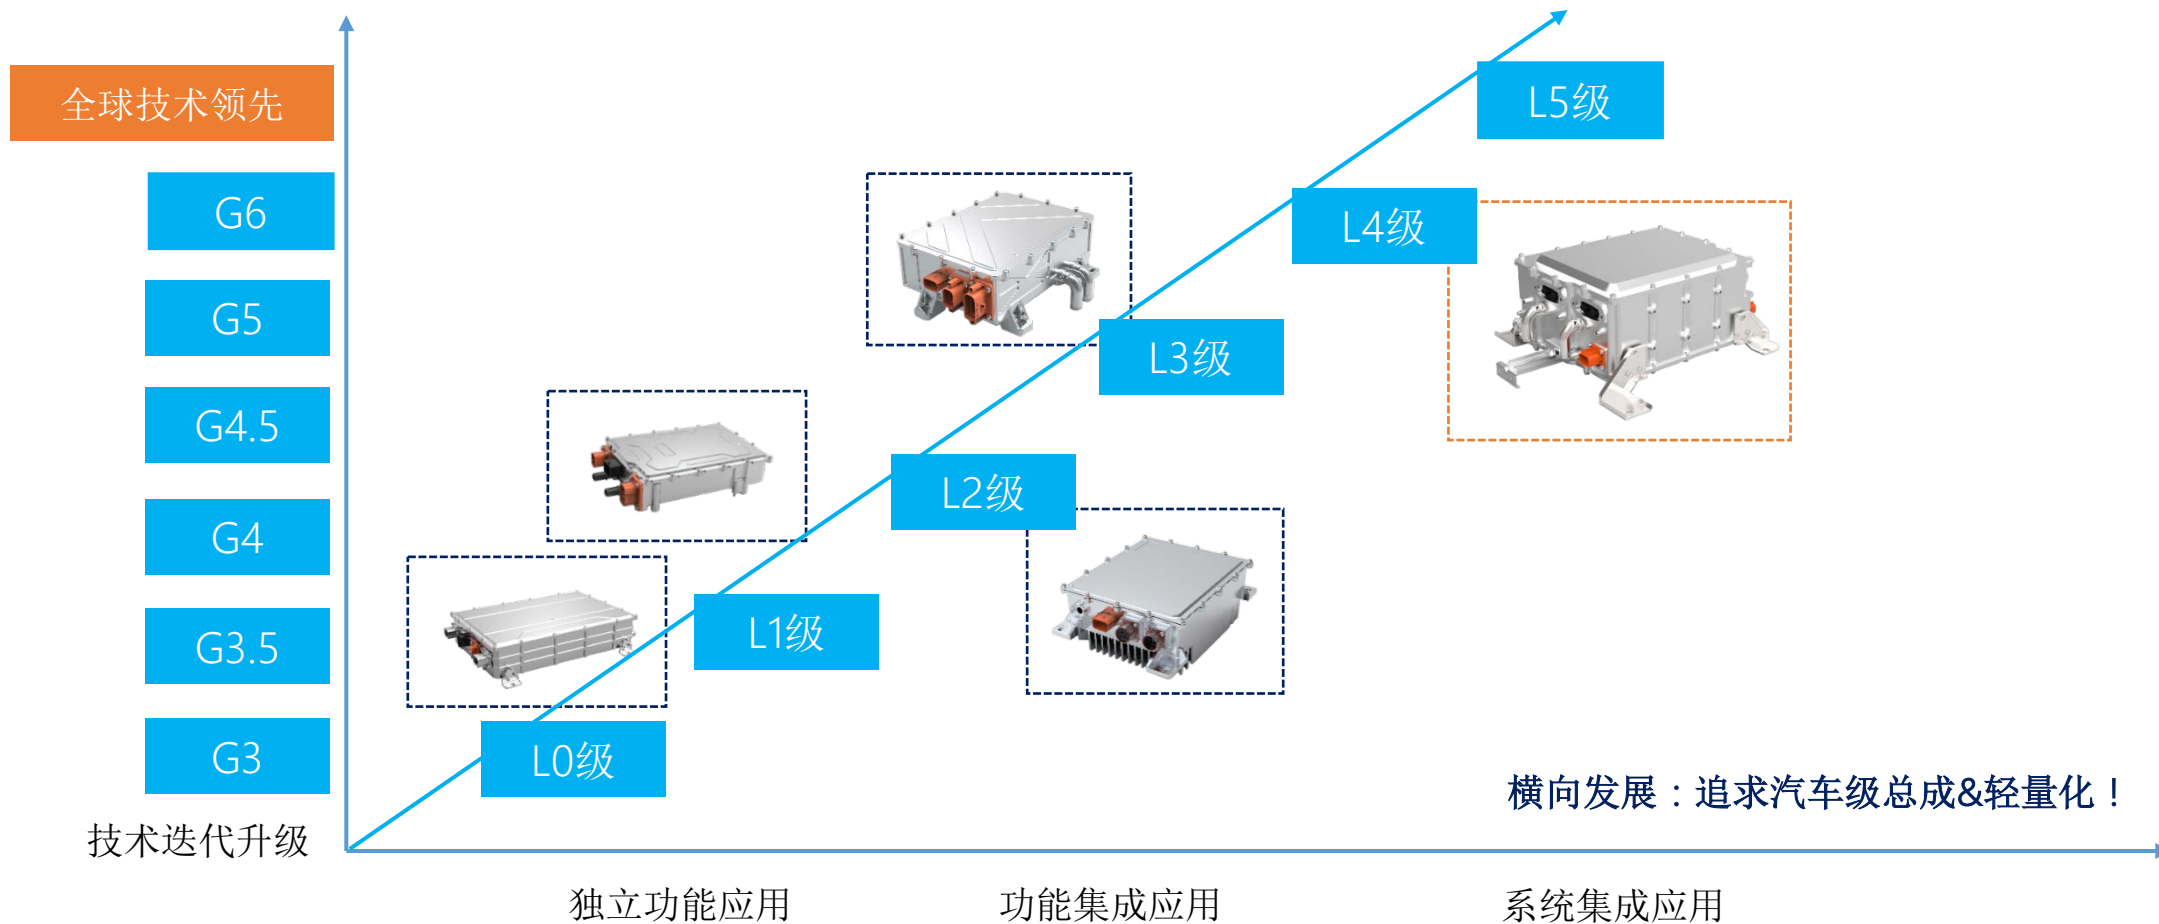 全球技术领先
G6
G5
G4.5
G4
G3.5
G3
技术迭代升级
L5级
L4级
L3级
L2级
L1级
L0级
横向发展：追求汽车级总成&轻量化！
独立功能应用
功能集成应用
系统集成应用